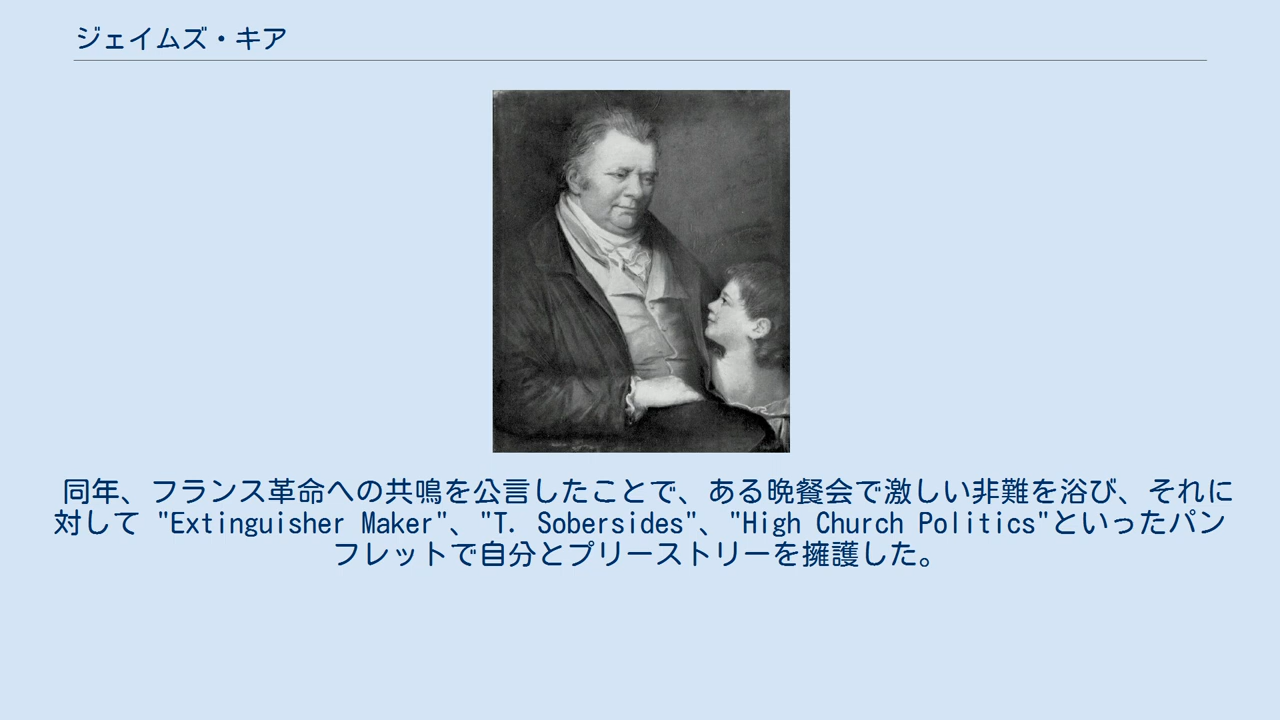 ジェイムズ・キア
同年、フランス革命への共鳴を公言したことで、ある晩餐会で激しい非難を浴び、それに
対して "Extinguisher Maker"、"T. Sobersides"、"High Church Politics"といったパン
フレットで自分とプリーストリーを擁護した。